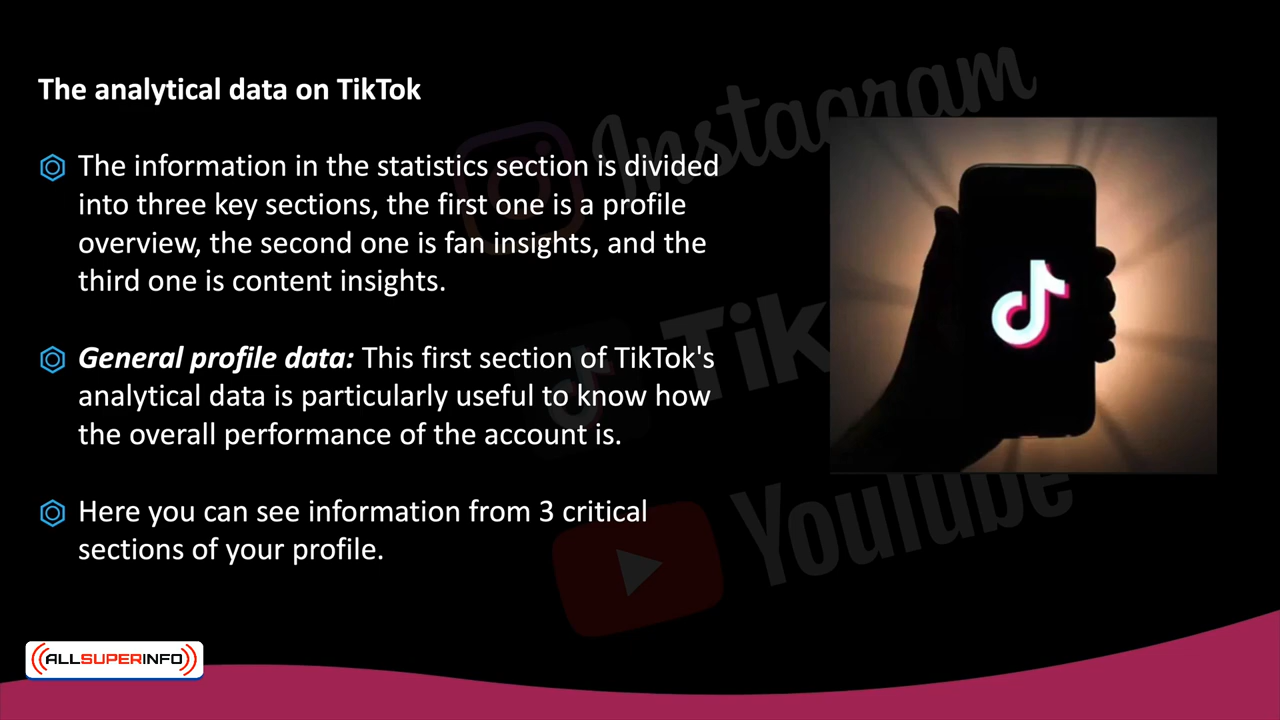 The analytical data on TikTok
Instagram
The information in the statistics section is divided
into three key sections, the first one is a profile
overview, the second one is fan insights, and the
third one is content insights.
Tik
General profile data: This first section of TikTok's
analytical data is particularly useful to know how
the overall performance of the account is.
Here you can see information from 3 critical
sections of your profile.
Youtube
ALLSUPERINFO